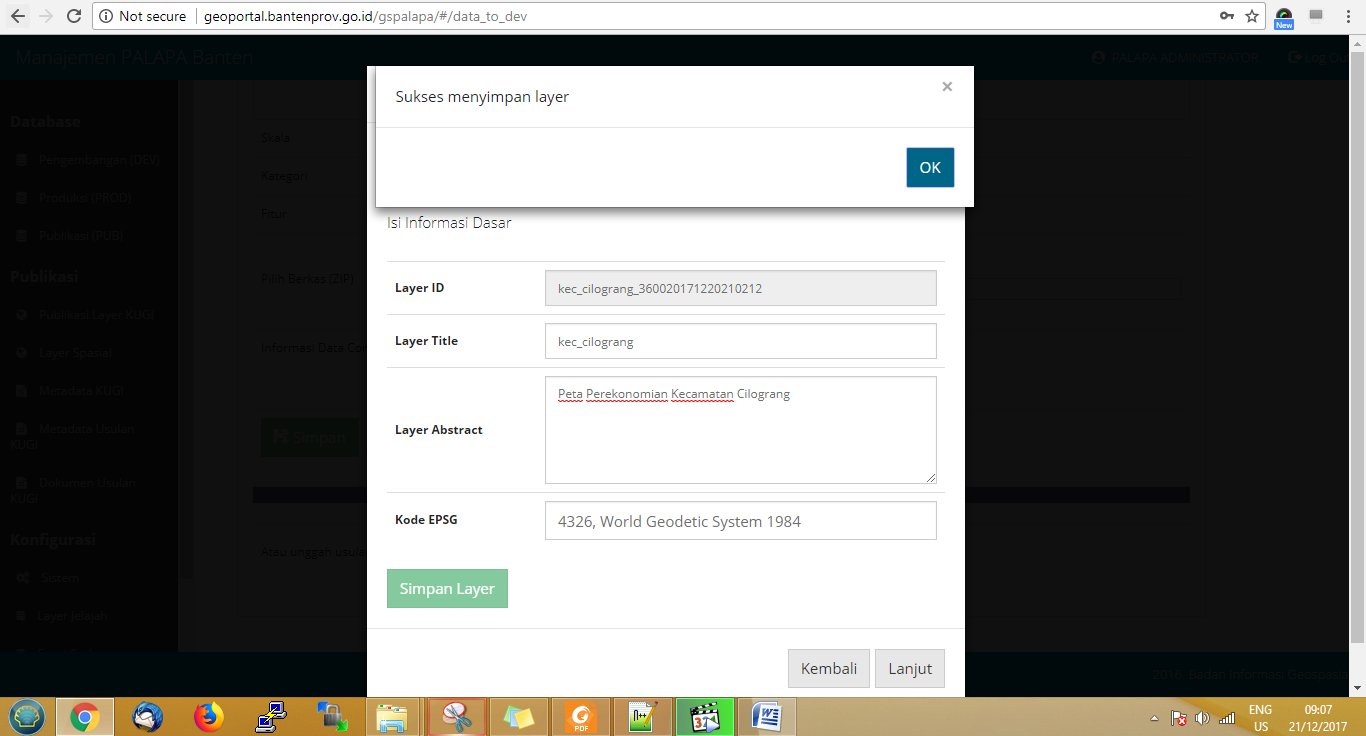 Not secure
geoportal.bantenprov.go.id/gspalapa/#/data_to_dev
New
Manajemen PALAPA Banten
PALAPA ADMINISTRATOR
Log Ou
Database
Pengembangan (DEV)
Produksi (PROD)
Publikasi (PUB)
Publikasi
Publikasi Layer KUGI
Layer Spasial
Metadata KUGI
Metadata Usulan
KUGI
Dokumen Usulan
KUGI
Konfigurasi
Sistem
Layer Jelajah
Skala
Kategori
Fitur
Pilih Berkas (ZIP)
Informasi Data Co
Simpan
Atau unggah usula
Sukses menyimpan layer
×
OK
Isi Informasi Dasar
Layer ID
kec_cilograng_360020171220210212
Layer Title
kec_cilograng
Layer Abstract
Peta Perekonomian Kecamatan Cilograng
Kode EPSG
4326, World Geodetic System 1984
Simpan Layer
Kembali
Lanjut
2016, Badan Informasi Geospasia
PDF
n++
37
ENG
US
09:07
21/12/2017